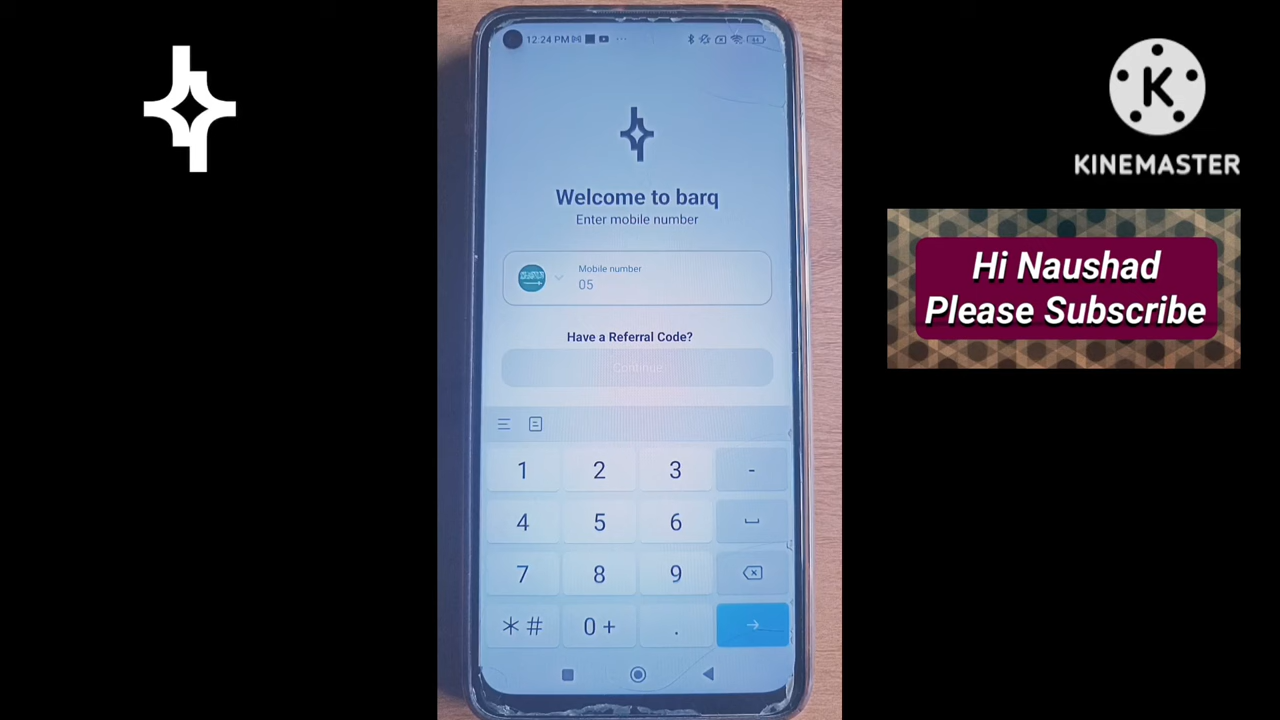 12:24 PM
Welcome to barq
Enter mobile number
Mobile number
05
Have a Referral Code?
Continue
1 2 3 -
4 5 6
7 8 9
*# 0+ .
K
KINEMASTER
Hi Naushad
Please Subscribe